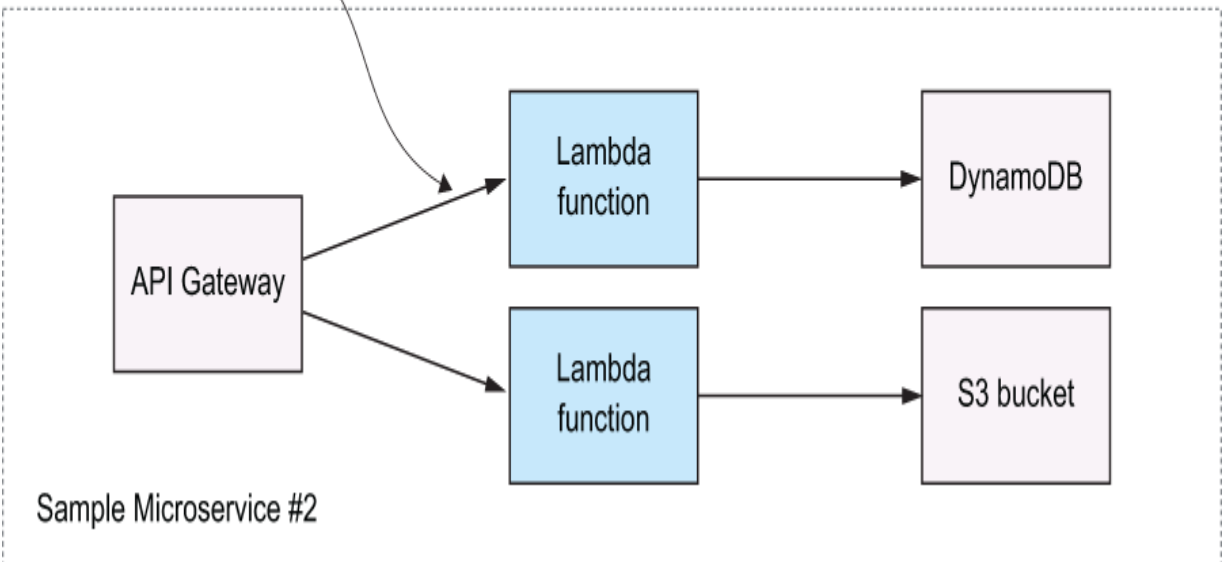 Lambda
function
DynamoDB
API Gateway
Lambda
function
S3 bucket
Sample Microservice #2